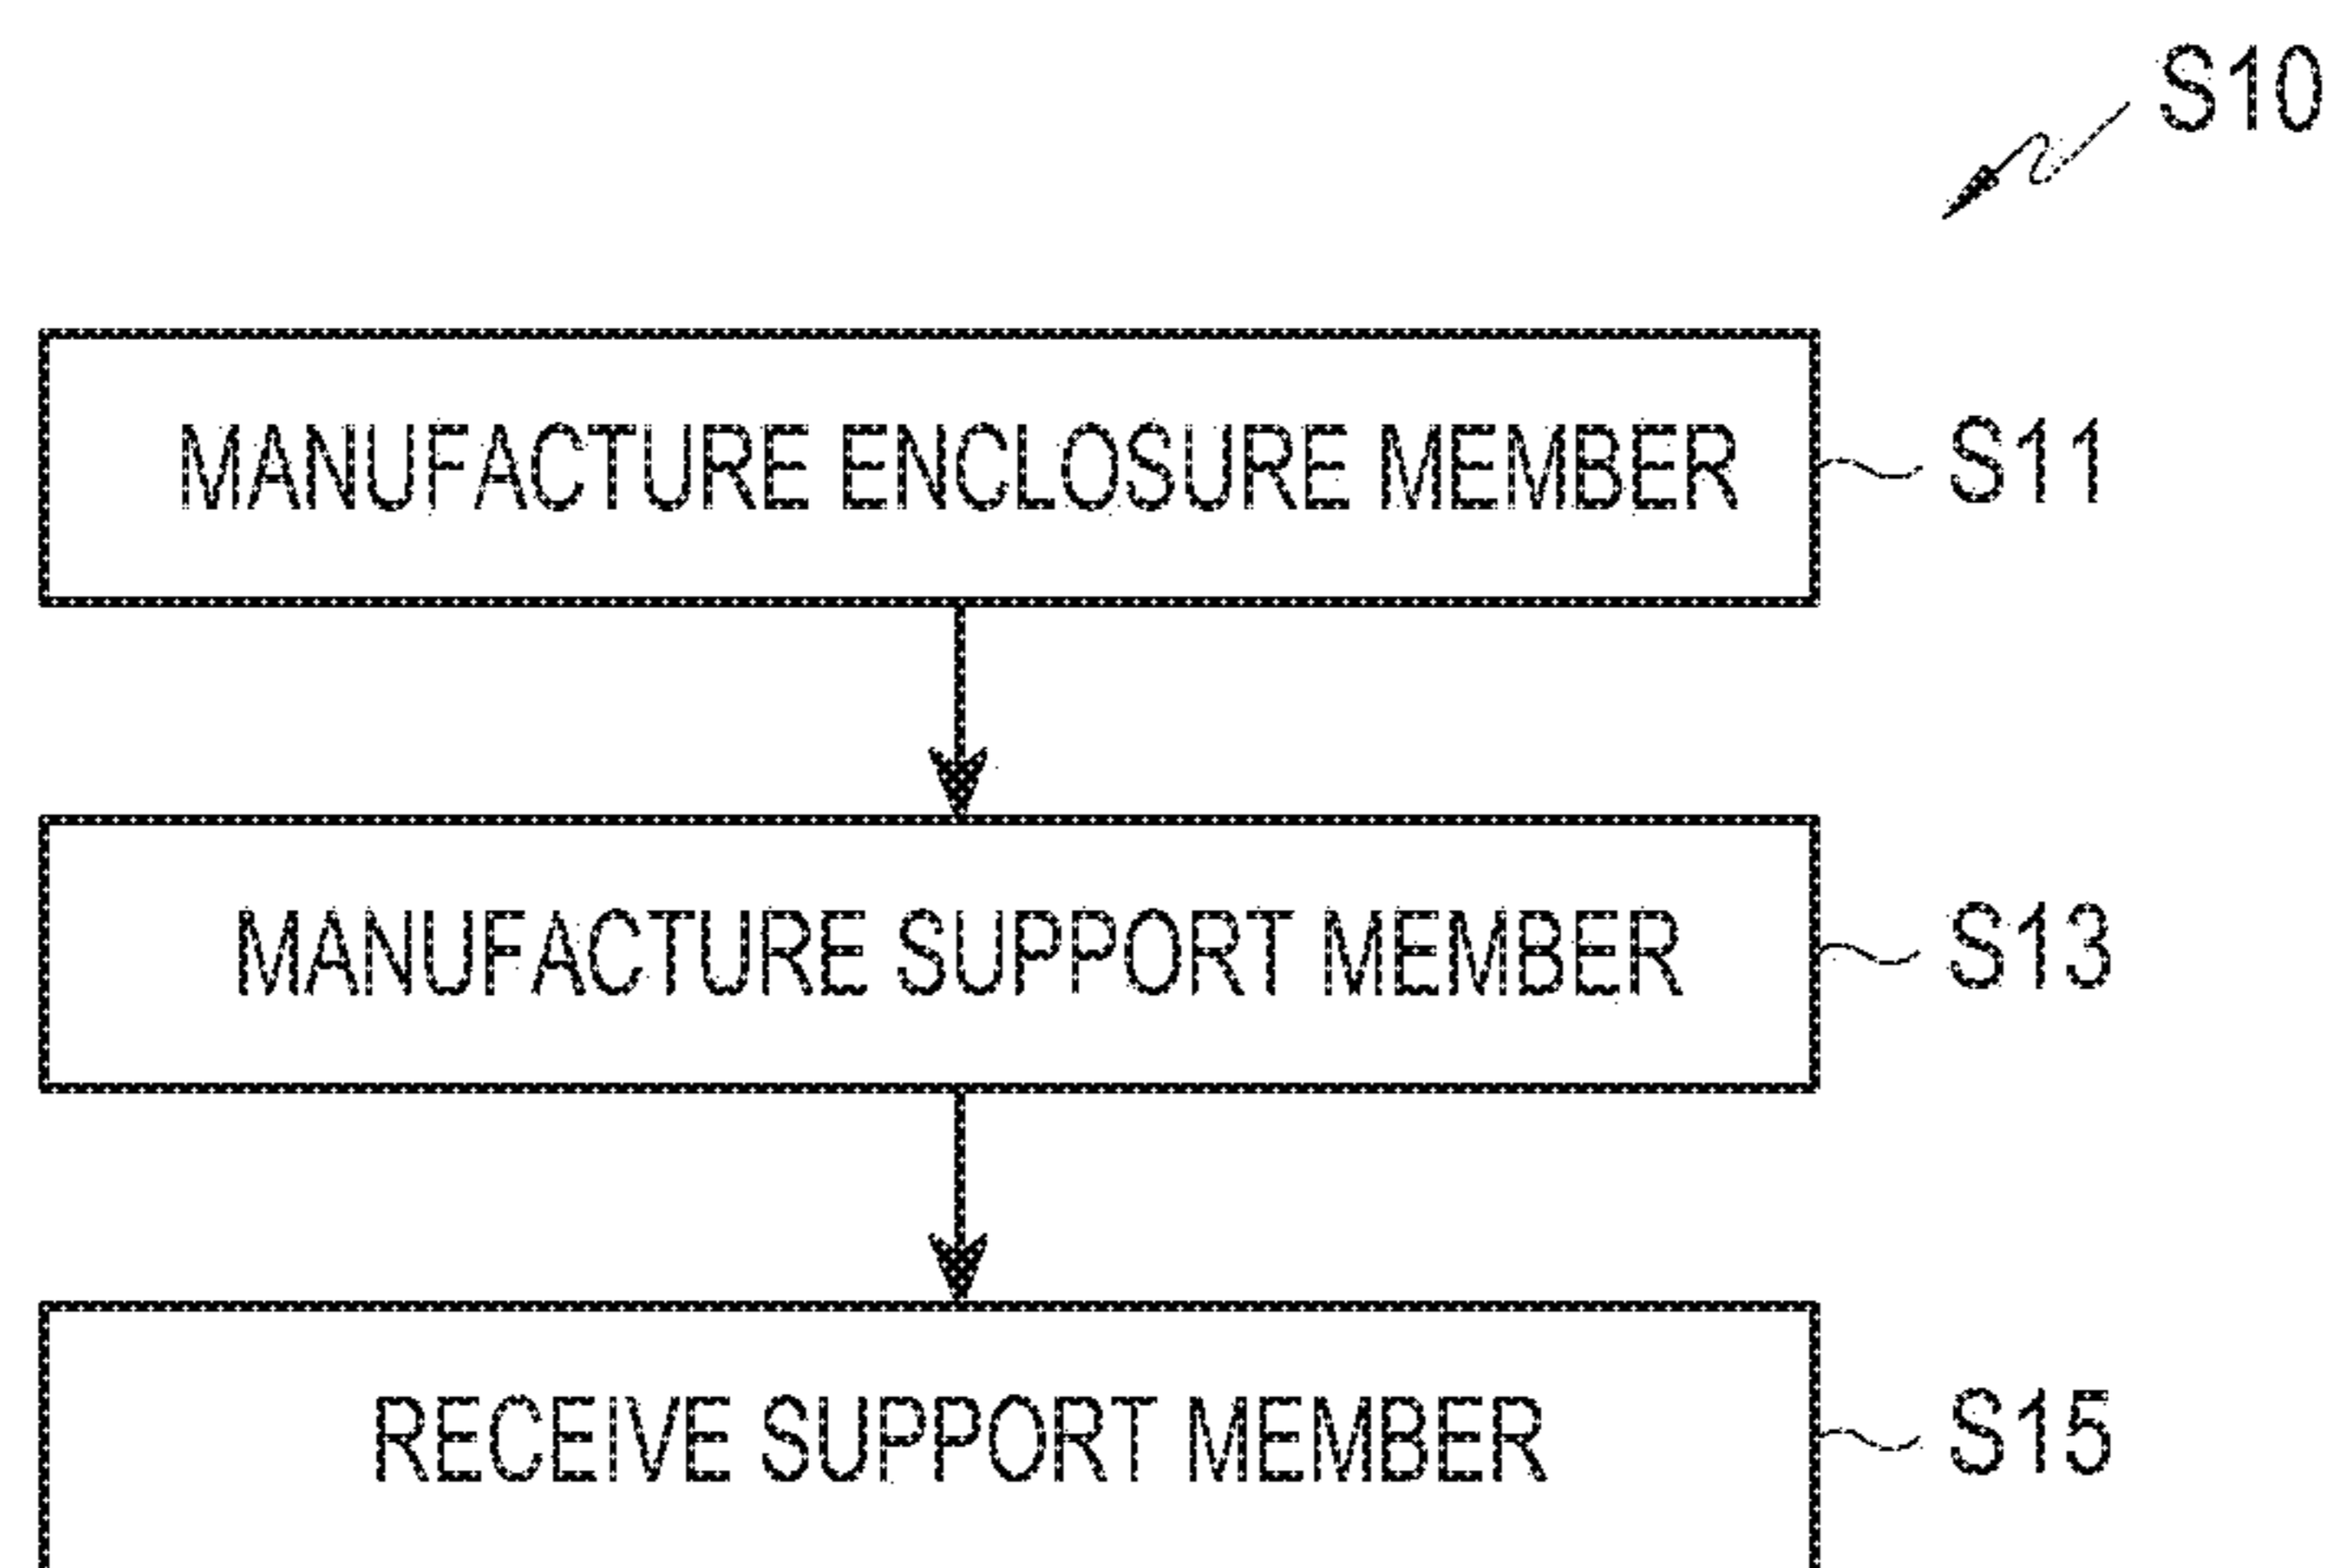 S10
MANUFACTURE ENCLOSURE MEMBER S11
MANUFACTURE SUPPORT MEMBER S13
RECEIVE SUPPORT MEMBER S15